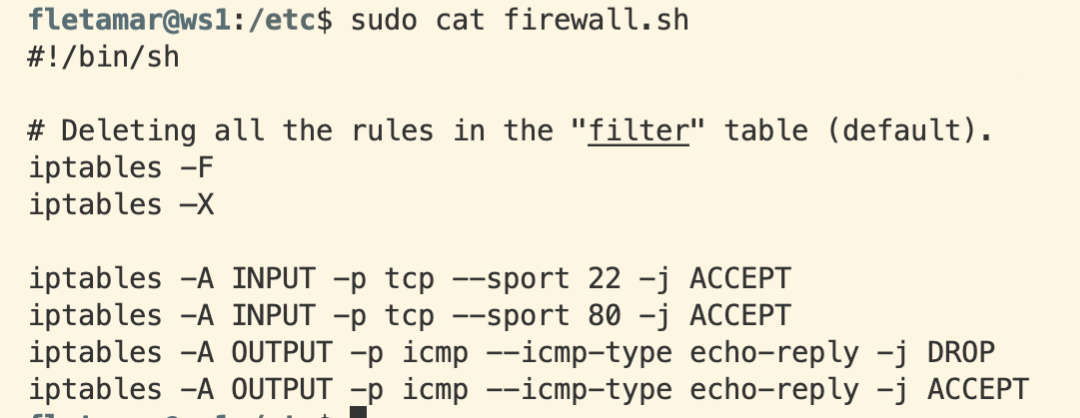 fletamar@ws1:/etc$ sudo cat firewall.sh
#!/bin/sh
# Deleting all the rules in the "filter" table (default).
iptables -F
iptables -X
iptables -A INPUT -p tcp --sport 22 -j ACCEPT
iptables -A INPUT -p tcp --sport 80 -j ACCEPT
iptables -A OUTPUT -p icmp --icmp-type echo-reply -j DROP
iptables -A OUTPUT -p icmp --icmp-type echo-reply -j ACCEPT